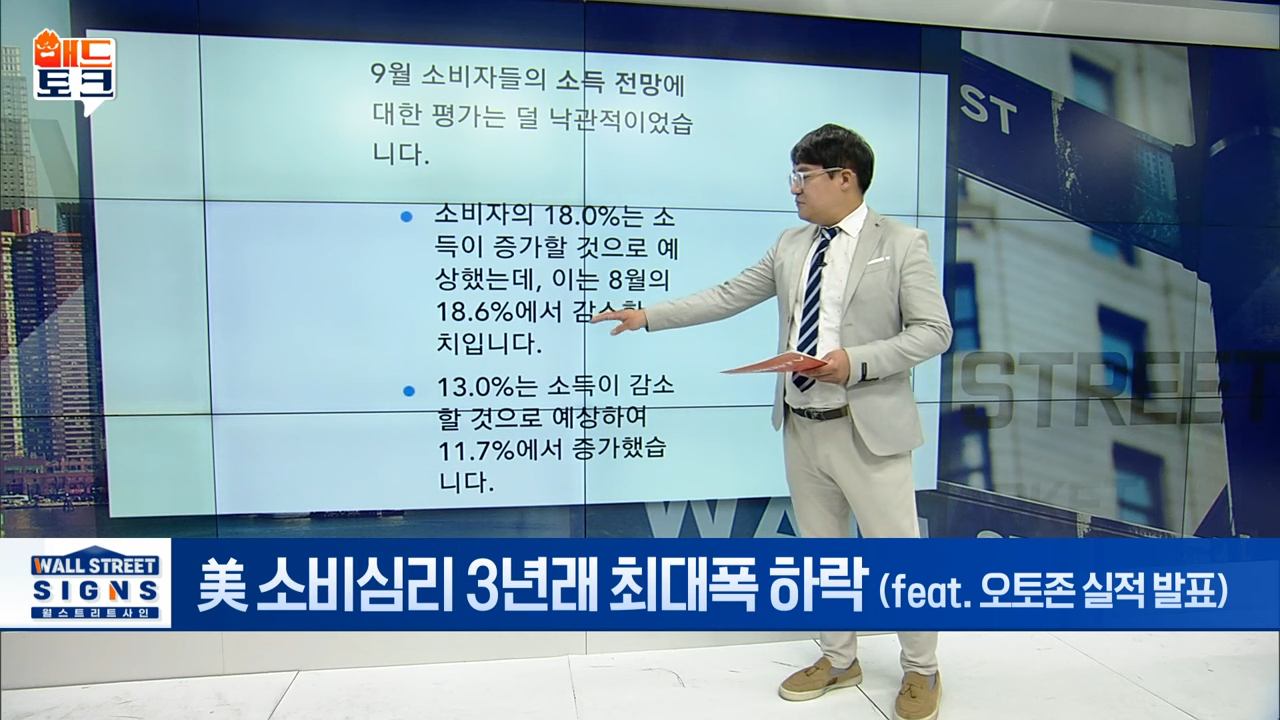 배드
토크
9월 소비자들의 소득 전망에
대한 평가는 덜 낙관적이었습
니다.
소비자의 18.0%는 소
득이 증가할 것으로 예
상했는데, 이는 8월의
18.6%에서
치입니다.
13.0%는 소득이 감소
할 것으로 예상하여
11.7%에서 증가했습
니다.
ST
STREET
WALL STREET
SIGNS
월스트리트사인
美 소비심리 3년래 최대폭 하락 (feat. 오토존 실적 발표)